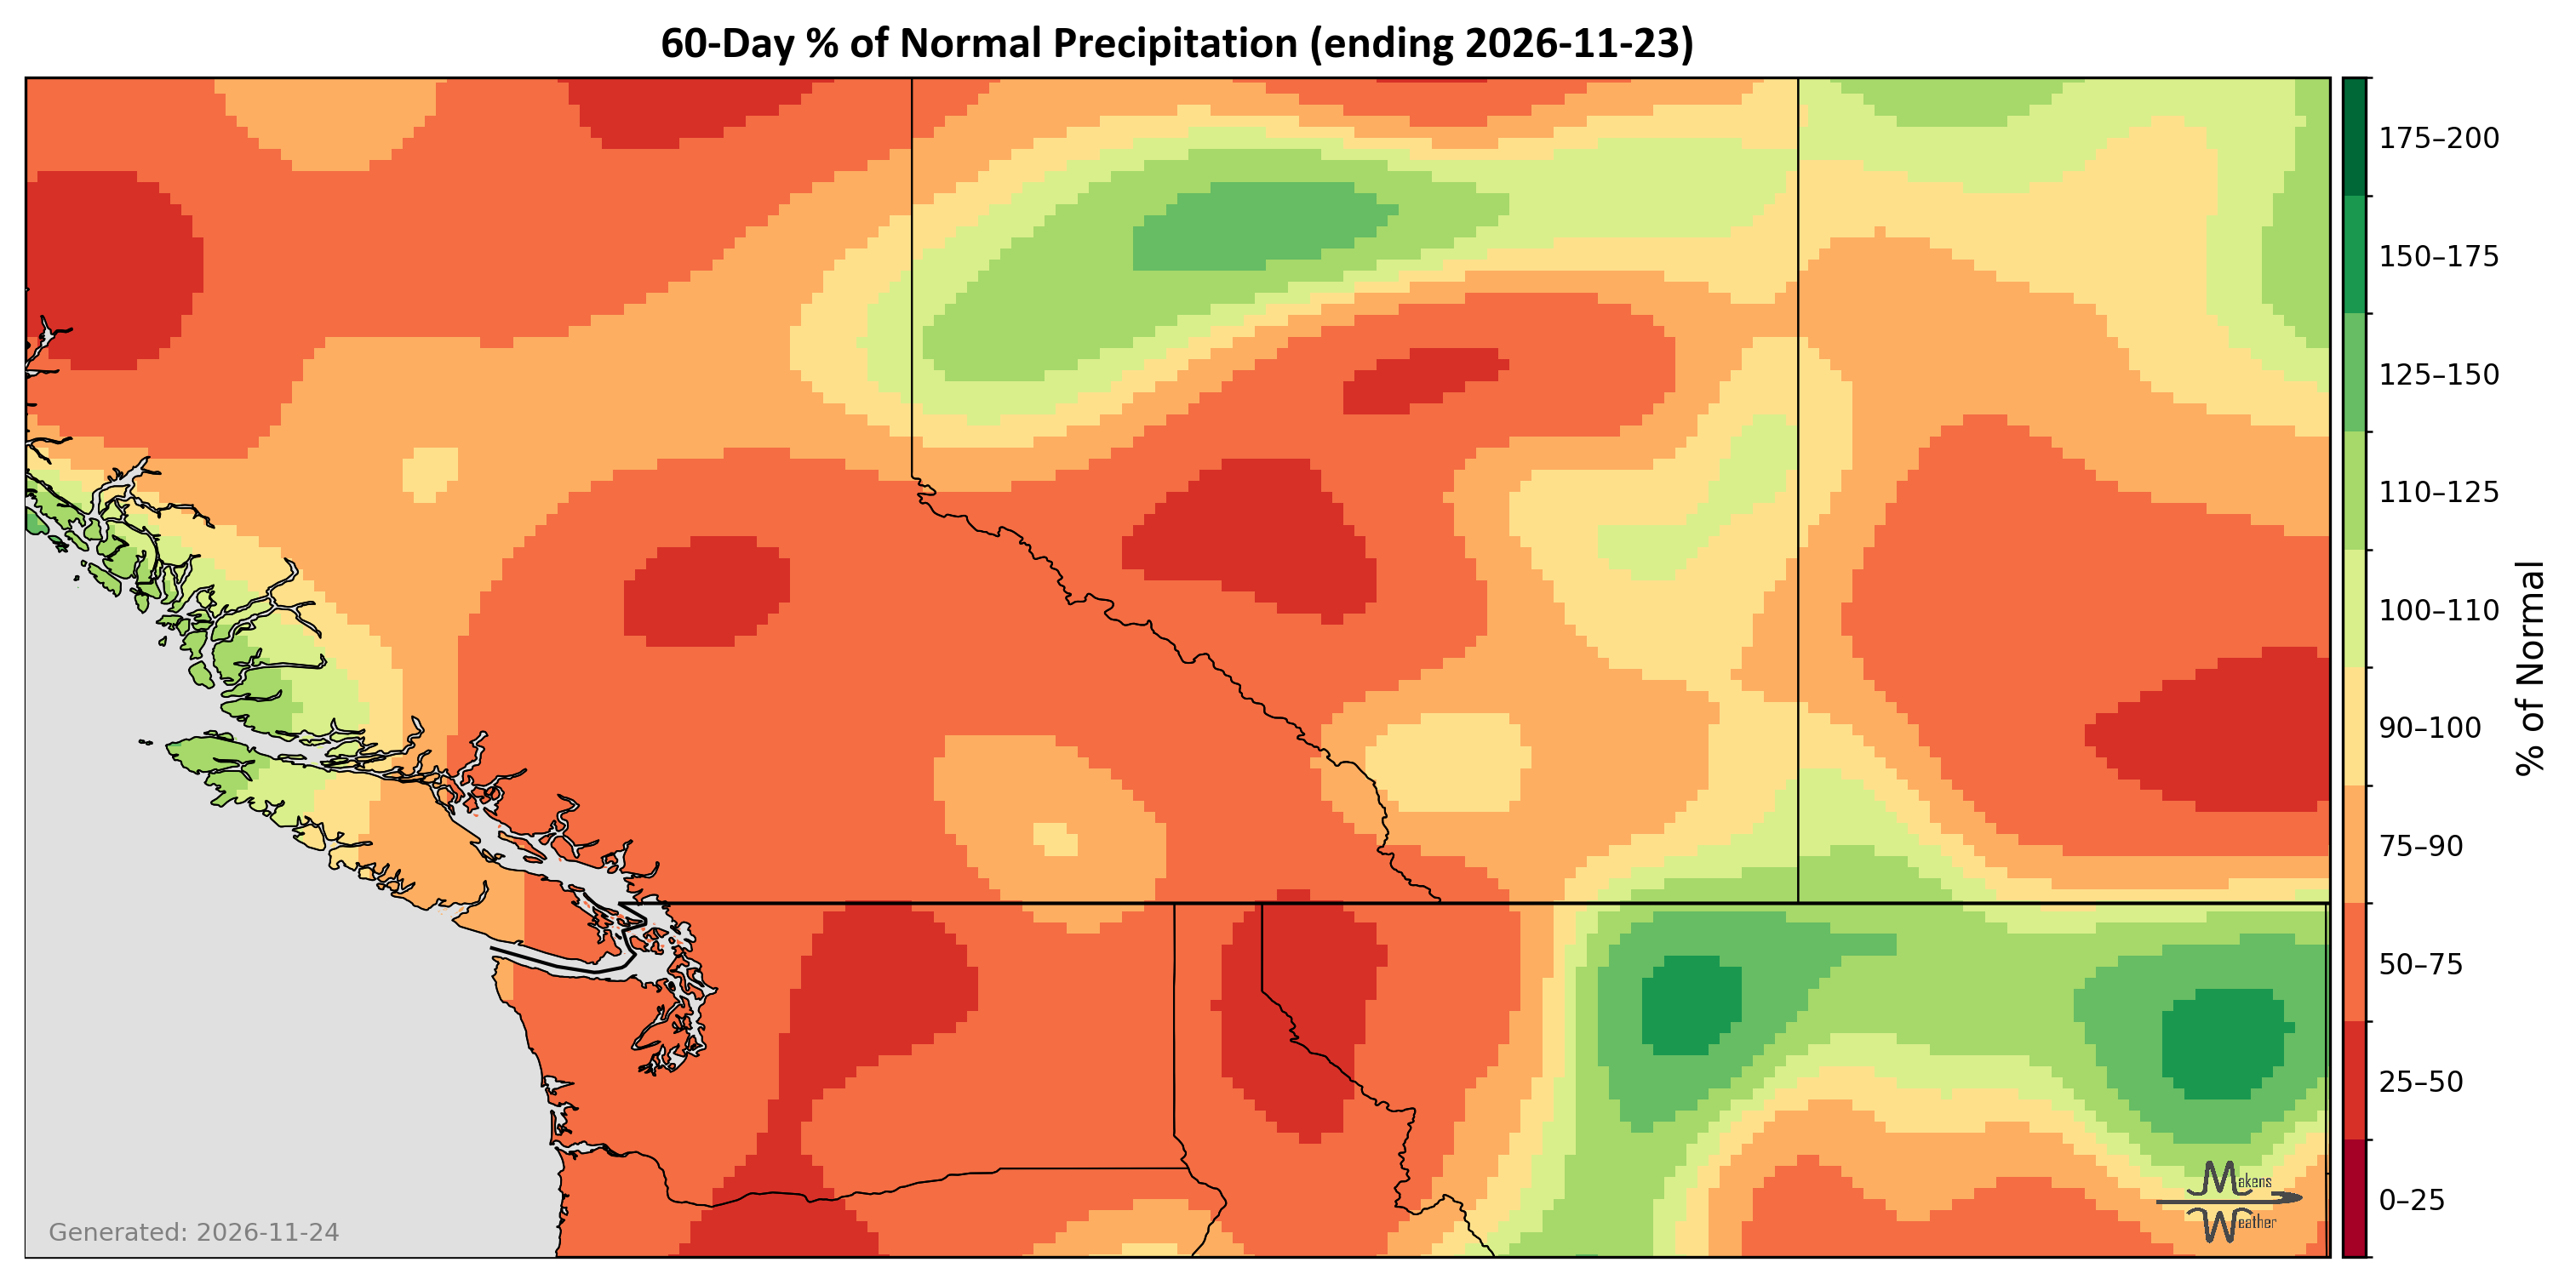 60-Day % of Normal Precipitation (ending 2026-11-23)
175–200
150–175
125–150
110–125
100–110
90–100
75–90
50–75
25–50
0–25
% of Normal
Makens
Weather
Generated: 2026-11-24